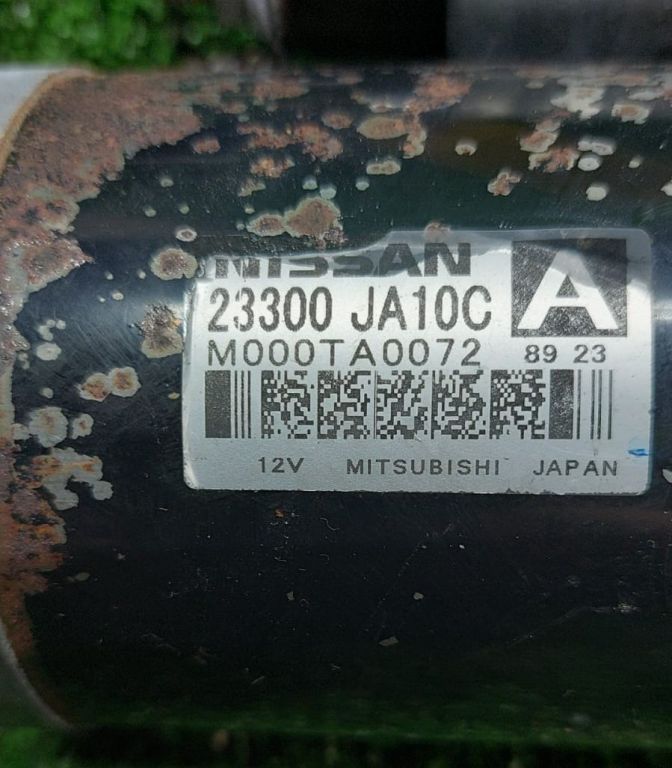 NISSAN
23300 JA10C A
M000TA0072 89 23
12V MITSUBISHI JAPAN